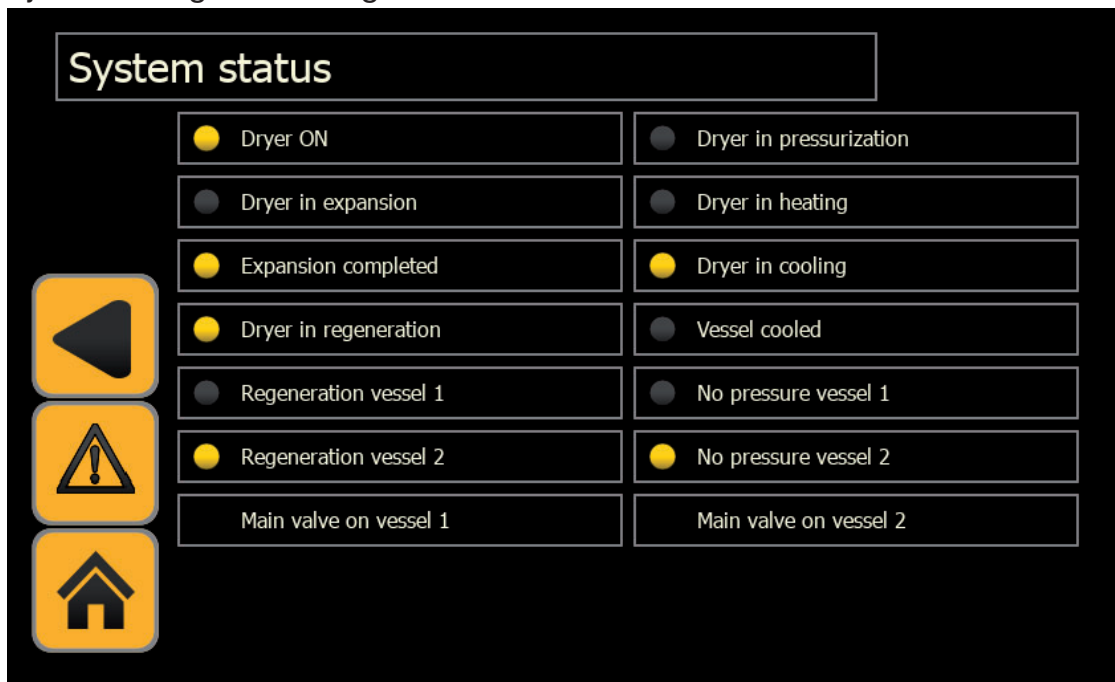 System status
Dryer ON
Dryer in pressurization
Dryer in expansion
Dryer in heating
Expansion completed
Dryer in cooling
Dryer in regeneration
Vessel cooled
Regeneration vessel 1
No pressure vessel 1
Regeneration vessel 2
No pressure vessel 2
Main valve on vessel 1
Main valve on vessel 2